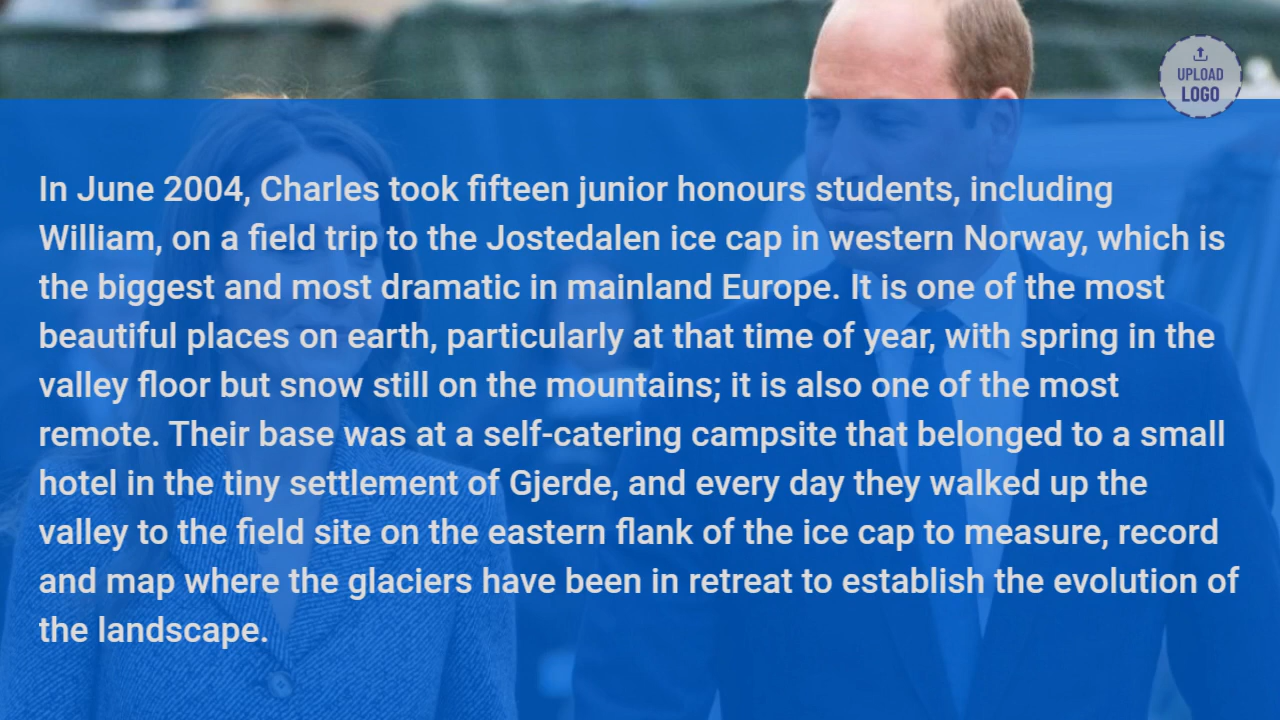 UPLOAD
LOGO
In June 2004, Charles took fifteen junior honours students, including
William, on a field trip to the Jostedalen ice cap in western Norway, which is
the biggest and most dramatic in mainland Europe. It is one of the most
beautiful places on earth, particularly at that time of year, with spring in the
valley floor but snow still on the mountains; it is also one of the most
remote. Their base was at a self-catering campsite that belonged to a small
hotel in the tiny settlement of Gjerde, and every day they walked up the
valley to the field site on the eastern flank of the ice cap to measure, record
and map where the glaciers have been in retreat to establish the evolution of
the landscape.